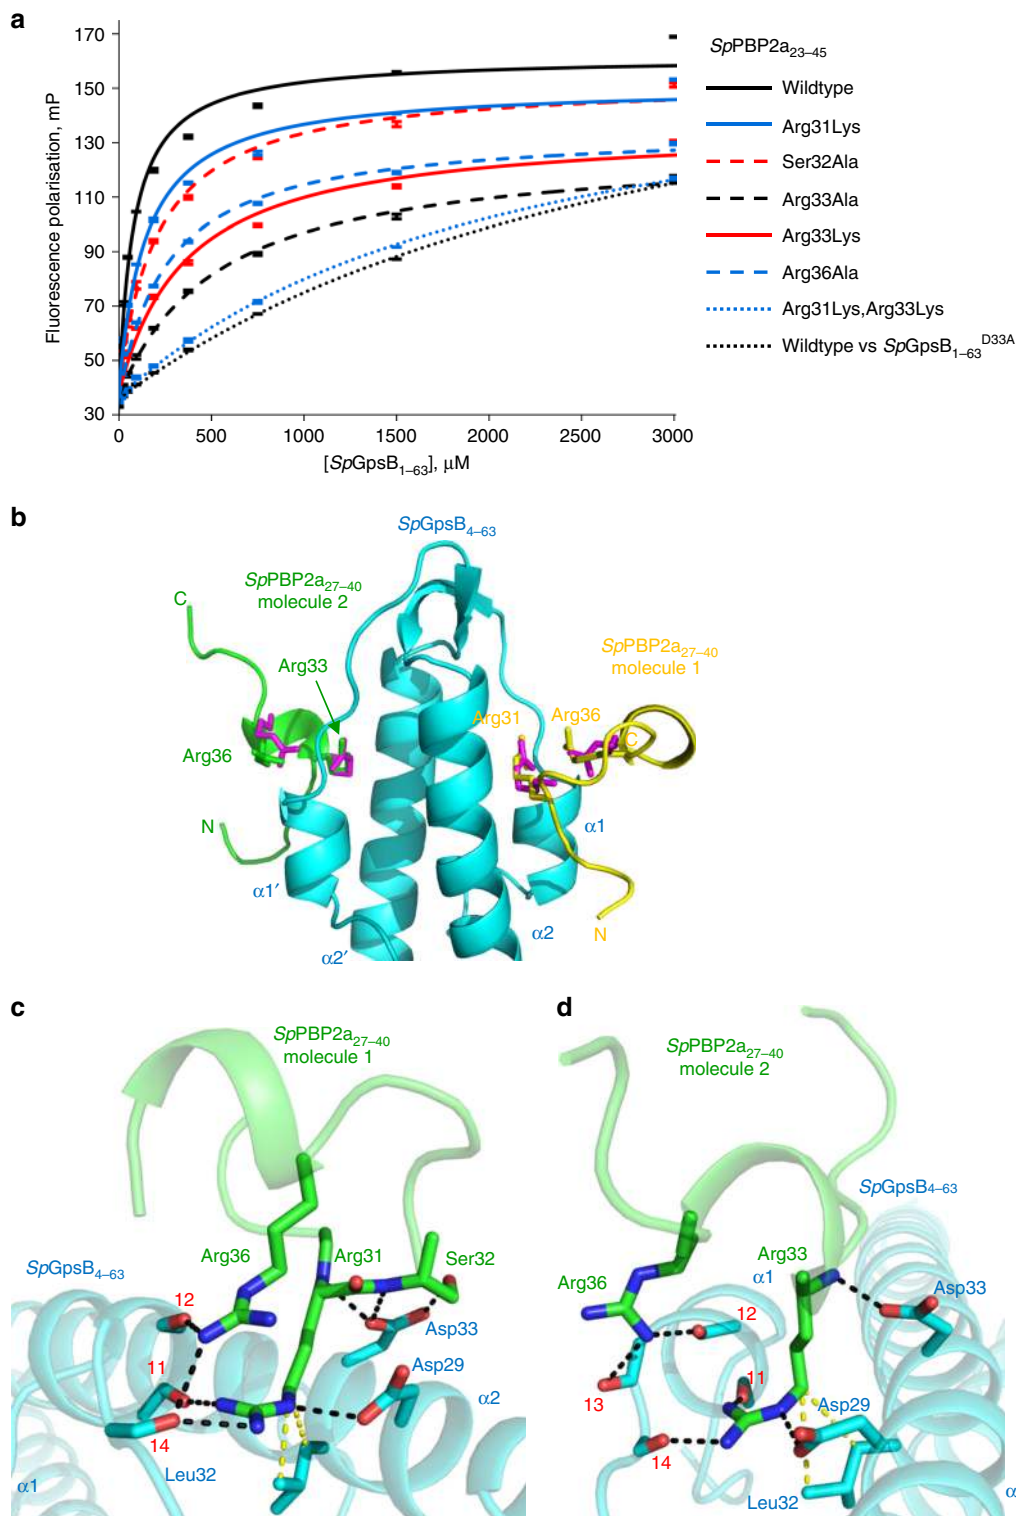 a
170
150
130
110
90
70
50
30
Fluorescence polarisation, mP
0 500 1000 1500 2000 2500 3000
[SpGpsB1–63], μM
SpPBP2a23–45
Wildtype
Arg31Lys
Ser32Ala
Arg33Ala
Arg33Lys
Arg36Ala
Arg31Lys,Arg33Lys
Wildtype vs SpGpsB1–63D33A
b
SpGpsB4–63
SpPBP2a27–40
molecule 2
C
Arg33
SpPBP2a27–40
molecule 1
Arg31
Arg36
C
Arg36
N
α1
α1′
α2
N
α2′
c
SpPBP2a27–40
molecule 1
Arg36
Arg31
Ser32
SpGpsB4–63
12
Asp33
11
Asp29
α2
14
Leu32
α1
d
SpPBP2a27–40
molecule 2
SpGpsB4–63
Arg33
α1
Arg36
Asp33
12
11
13
Asp29
14
Leu32
α